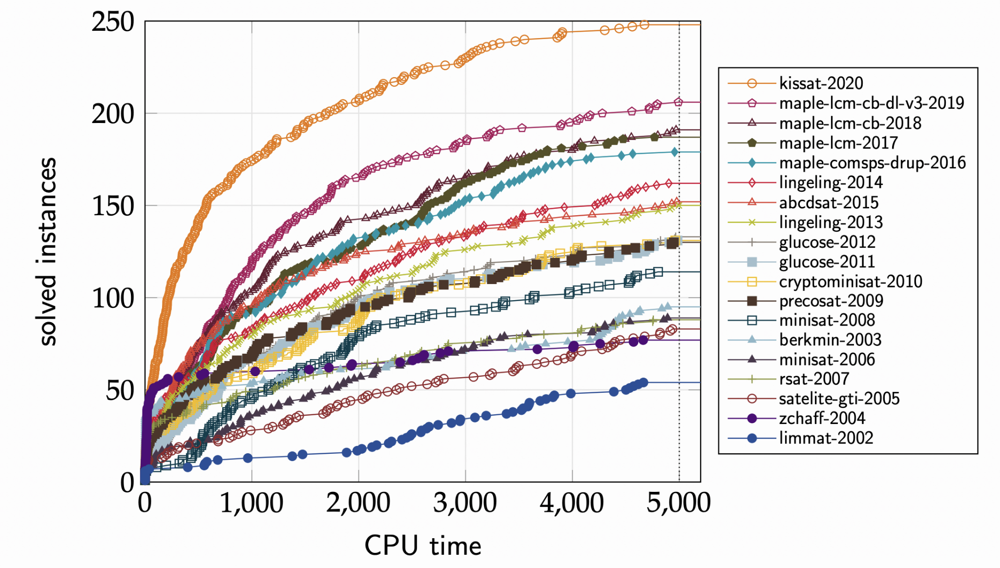 250
200
150
100
50
0
solved instances
0 1,000 2,000 3,000 4,000 5,000
CPU time
kissat-2020
maple-lcm-cb-dl-v3-2019
maple-lcm-cb-2018
maple-lcm-2017
maple-comsps-drup-2016
lingeling-2014
abcdsat-2015
lingeling-2013
glucose-2012
glucose-2011
cryptominisat-2010
precosat-2009
minisat-2008
berkmin-2003
minisat-2006
rsat-2007
satelite-gti-2005
zchaff-2004
limmat-2002